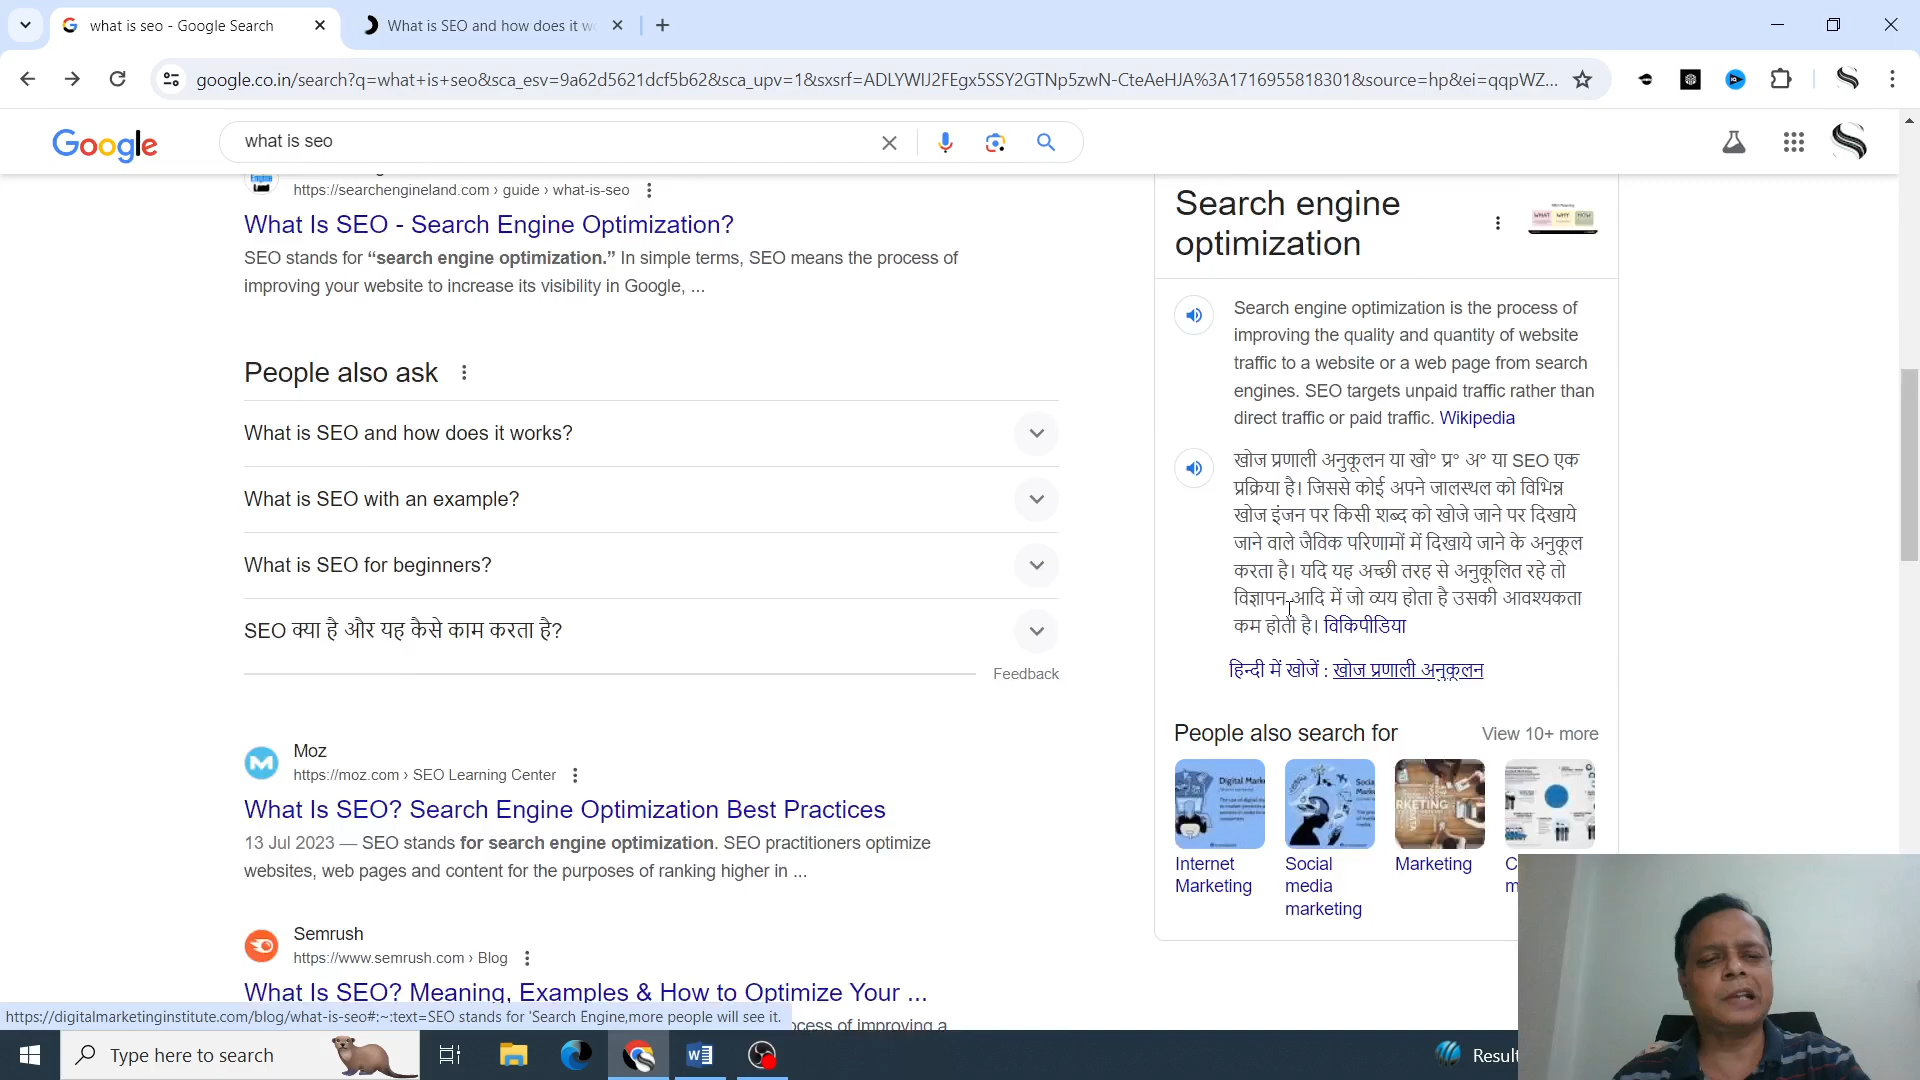 what is seo - Google Search
What is SEO and how does it wo
google.co.in/search?q=what+is+seo&sca_esv=9a62d5621dcf5b62&sca_upv=1&sxsrf=ADLYWIJ2FEgx5SSY2GTNp5zwN-CteAeHJA%3A1716955818301&source=hp&ei=qqpWZ...
Google
what is seo
https://searchengineland.com › guide › what-is-seo
What Is SEO - Search Engine Optimization?
SEO stands for “search engine optimization.” In simple terms, SEO means the process of
improving your website to increase its visibility in Google, ...
People also ask
What is SEO and how does it works?
What is SEO with an example?
What is SEO for beginners?
SEO क्या है और यह कैसे काम करता है?
Feedback
Moz
https://moz.com › SEO Learning Center
What Is SEO? Search Engine Optimization Best Practices
13 Jul 2023 — SEO stands for search engine optimization. SEO practitioners optimize
websites, web pages and content for the purposes of ranking higher in ...
Semrush
https://www.semrush.com › Blog
What Is SEO? Meaning, Examples & How to Optimize Your ...
ocess of improving a
Search engine
optimization
WHAT WHY HOW
Search engine optimization is the process of
improving the quality and quantity of website
traffic to a website or a web page from search
engines. SEO targets unpaid traffic rather than
direct traffic or paid traffic. Wikipedia
खोज प्रणाली अनुकूलन या खो° प्र° अ° या SEO एक
प्रक्रिया है। जिससे कोई अपने जालस्थल को विभिन्न
खोज इंजन पर किसी शब्द को खोजे जाने पर दिखाये
जाने वाले जैविक परिणामों में दिखाये जाने के अनुकूल
करता है। यदि यह अच्छी तरह से अनुकूलित रहे तो
विज्ञापन आदि में जो व्यय होता है उसकी आवश्यकता
कम होती है। विकिपीडिया
हिन्दी में खोजें : खोज प्रणाली अनुकूलन
People also search for
View 10+ more
Internet
Marketing
Social
media
marketing
Marketing
C
m
https://digitalmarketinginstitute.com/blog/what-is-seo#:~:text=SEO stands for 'Search Engine,more people will see it.
Type here to search
Result